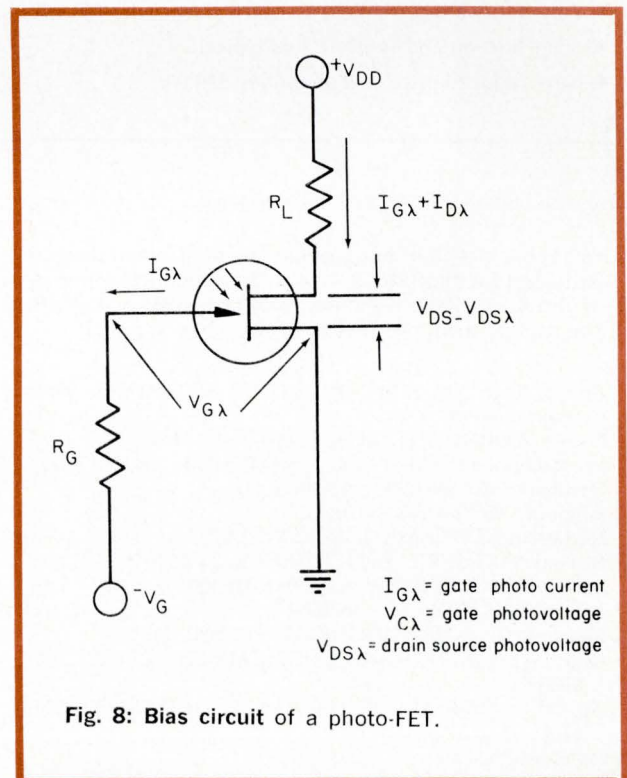 +VDD
RL
IGλ+IDλ
IGλ
VDS-VDSλ
VGλ
RG
-VG
IGλ = gate photo current
VCλ = gate photovoltage
VDSλ = drain source photovoltage
Fig. 8: Bias circuit of a photo-FET.